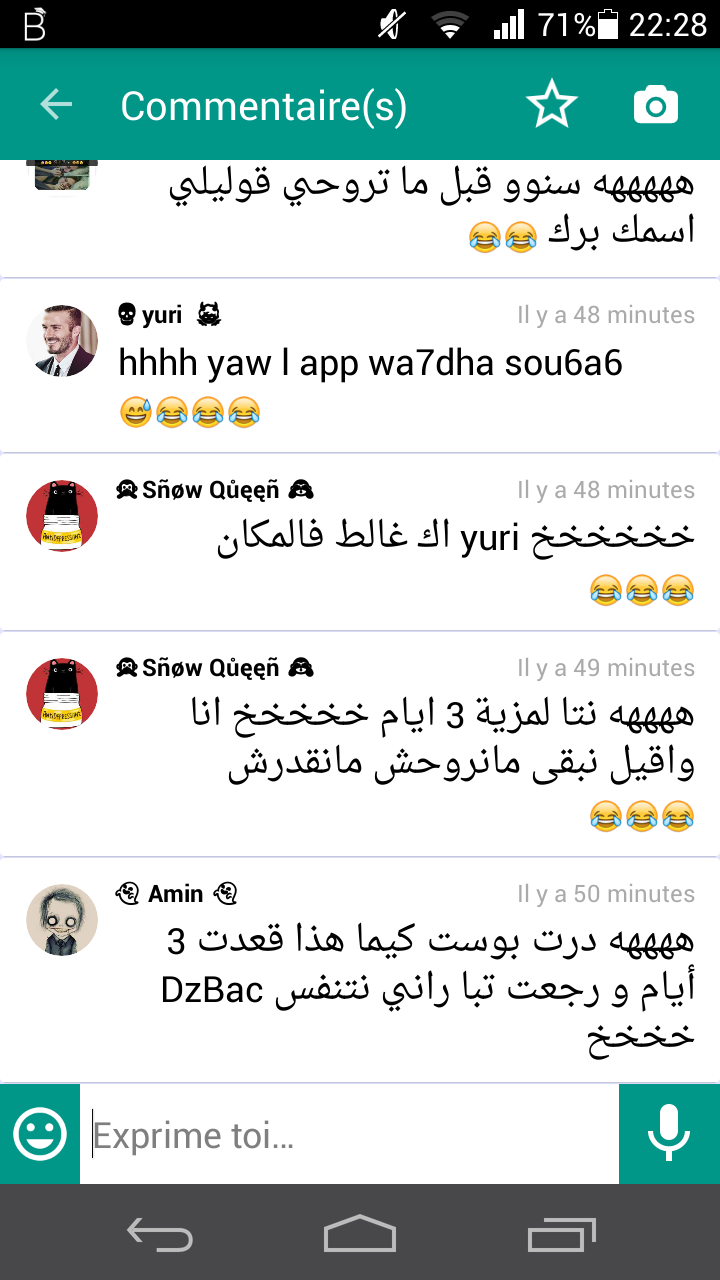 71% 22:28
Commentaire(s)
هههههه سنوو قبل ما تروحي قوليلي
اسمك برك 😂😂
💀 yuri Il y a 48 minutes
hhhh yaw l app wa7dha sou6a6
😅😂😂😂
Sñøw Qůęęñ Il y a 48 minutes
خخخخخخ yuri اك غالط فالمكان
😂😂😂
Sñøw Qůęęñ Il y a 49 minutes
ههههه نتا لمزية 3 ايام خخخخخ انا
واقيل نبقى مانروحش مانقدرش
😂😂😂
Amin Il y a 50 minutes
ههههه درت بوست كيما هذا قعدت 3
أيام و رجعت تبا راني نتنفس DzBac
خخخخ
Exprime toi...